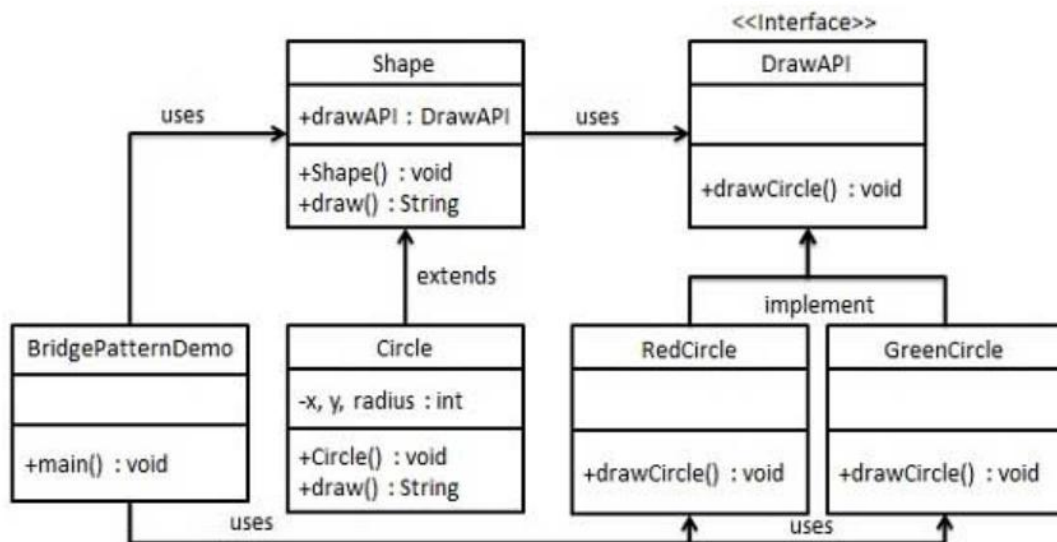 <<Interface>>
Shape
+drawAPI : DrawAPI
+Shape() : void
+draw() : String
uses
uses
DrawAPI
+drawCircle() : void
extends
implement
BridgePatternDemo
+main() : void
Circle
-x, y, radius : int
+Circle() : void
+draw() : String
RedCircle
+drawCircle() : void
GreenCircle
+drawCircle() : void
uses
uses